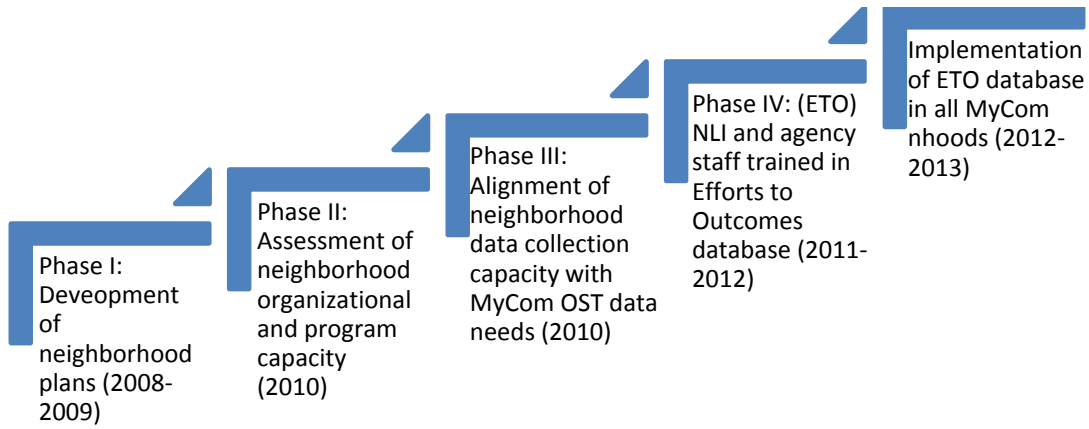 Phase I:
Deveopment
of
neighborhood
plans (2008-
2009)
Phase II:
Assessment of
neighborhood
organizational
and program
capacity
(2010)
Phase III:
Alignment of
neighborhood
data collection
capacity with
MyCom OST data
needs (2010)
Phase IV: (ETO)
NLI and agency
staff trained in
Efforts to
Outcomes
database (2011-
2012)
Implementation
of ETO database
in all MyCom
nhoods (2012-
2013)